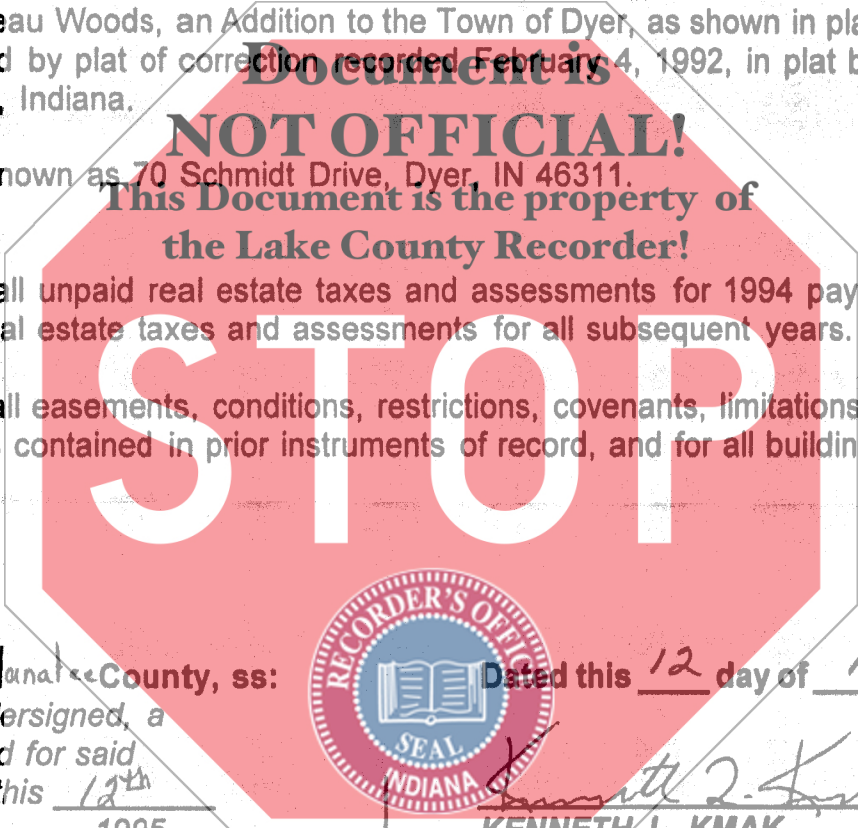 eau Woods, an Addition to the Town of Dyer, as shown in pla
d by plat of correction recorded February 4, 1992, in plat b
Document is
, Indiana.
NOT OFFICIAL!
nown as 70 Schmidt Drive, Dyer, IN 46311.
This Document is the property of
the Lake County Recorder!
all unpaid real estate taxes and assessments for 1994 pay
al estate taxes and assessments for all subsequent years.
STOP
all easements, conditions, restrictions, covenants, limitations
s contained in prior instruments of record, and for all buildin
RECORDER'S OFFICE
SEAL
INDIANA
County, ss:
Dated this 12 day of
ersigned, a
d for said
his 12th
1995
KENNETH L. KMAK